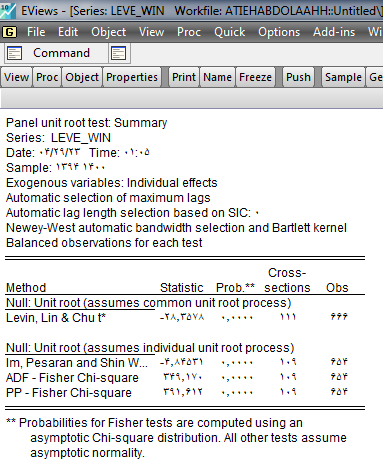 EViews - [Series: LEVE_WIN Workfile: ATIEHABDOLAAHH::Untitled\]
File Edit Object View Proc Quick Options Add-ins Wi
Command
View Proc Object Properties Print Name Freeze Push Sample Ge
Panel unit root test: Summary
Series: LEVE_WIN
Date: ۰۴/۲۹/۲۳ Time: ۰۱:۰۵
Sample: ۱۳۹۴ ۱۴۰۰
Exogenous variables: Individual effects
Automatic selection of maximum lags
Automatic lag length selection based on SIC: ۰
Newey-West automatic bandwidth selection and Bartlett kernel
Balanced observations for each test
Cross-
Method Statistic Prob.** sections Obs
Null: Unit root (assumes common unit root process)
Levin, Lin & Chu t* -۲۸,۳۵۷۸ ۰,۰۰۰۰ ۱۱۱ ۶۶۶
Null: Unit root (assumes individual unit root process)
Im, Pesaran and Shin W... -۴,۸۴۵۳۱ ۰,۰۰۰۰ ۱۰۹ ۶۵۴
ADF - Fisher Chi-square ۳۴۹,۱۷۰ ۰,۰۰۰۰ ۱۰۹ ۶۵۴
PP - Fisher Chi-square ۳۹۱,۶۱۲ ۰,۰۰۰۰ ۱۰۹ ۶۵۴
** Probabilities for Fisher tests are computed using an
asymptotic Chi-square distribution. All other tests assume
asymptotic normality.